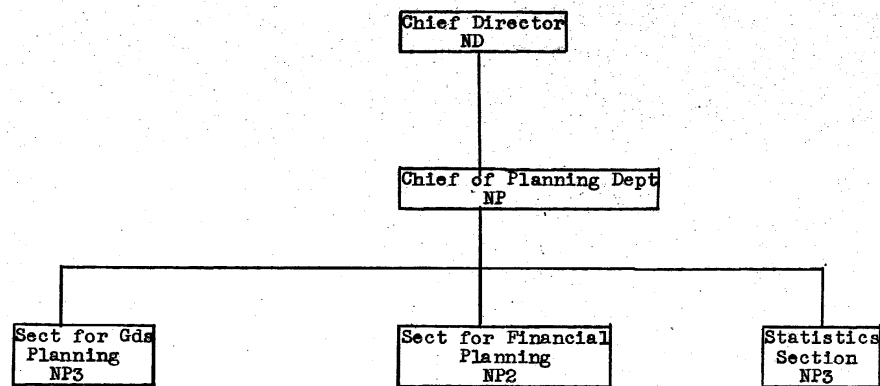 Chief Director
ND
Chief of Planning Dept
NP
Sect for Gds
Planning
NP3
Sect for Financial
Planning
NP2
Statistics
Section
NP3